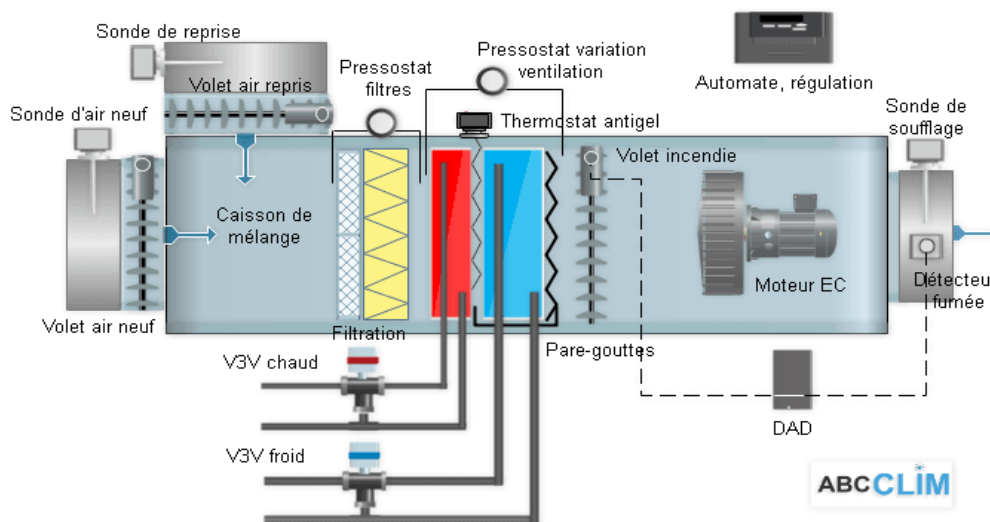 Sonde de reprise
Volet air repris
Sonde d'air neuf
Pressostat
filtres
Pressostat variation
ventilation
Automate, régulation
Sonde de
soufflage
Thermostat antigel
Volet incendie
Caisson de
mélange
Moteur EC
Détecteu
fumée
Volet air neuf
Filtration
Pare-gouttes
V3V chaud
DAD
V3V froid
ABC CLIM